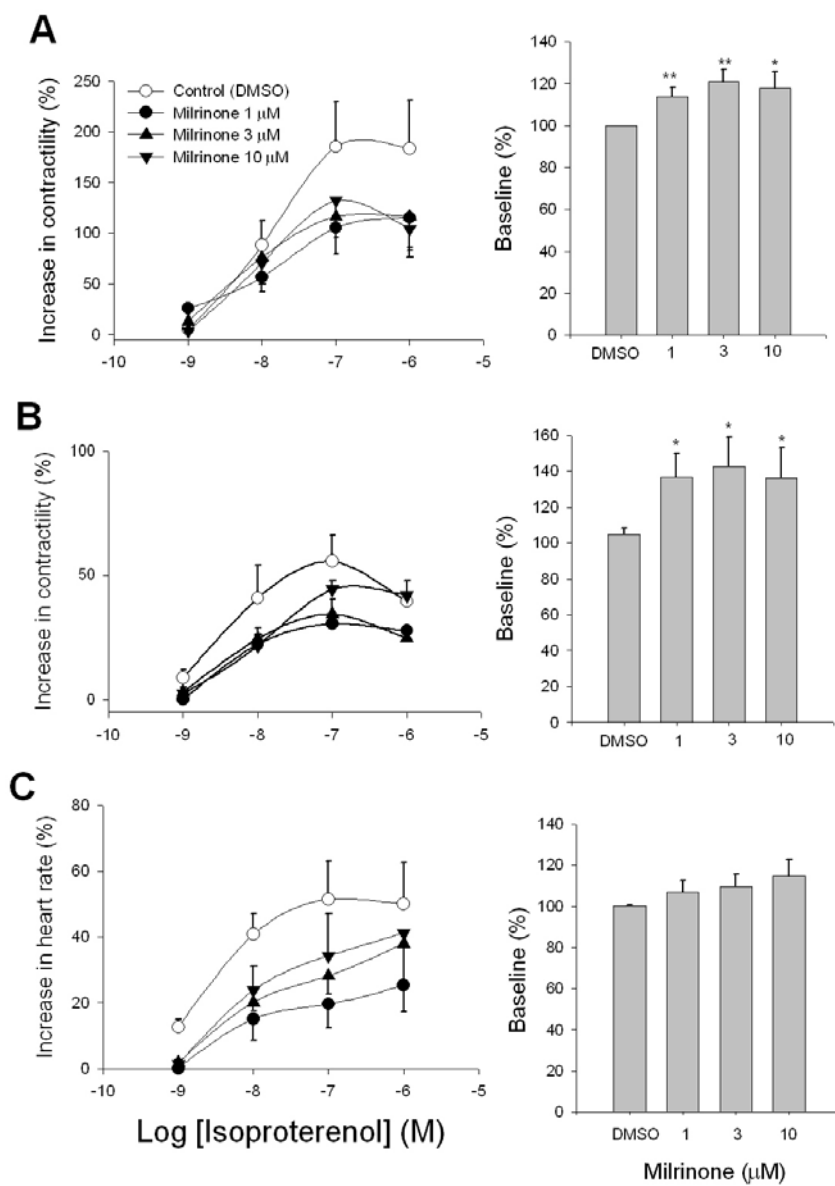 A
Increase in contractility (%)
250
200
150
100
50
0
Control (DMSO)
Milrinone 1 μM
Milrinone 3 μM
Milrinone 10 μM
-10 -9 -8 -7 -6 -5
Baseline (%)
140
120
100
80
60
40
20
0
** ** *
DMSO 1 3 10
B
Increase in contractility (%)
100
50
0
-10 -9 -8 -7 -6 -5
Baseline (%)
160
140
120
100
80
60
40
20
0
* * *
DMSO 1 3 10
C
Increase in heart rate (%)
80
60
40
20
0
-10 -9 -8 -7 -6 -5
Log [Isoproterenol] (M)
Baseline (%)
140
120
100
80
60
40
20
0
DMSO 1 3 10
Milrinone (μM)